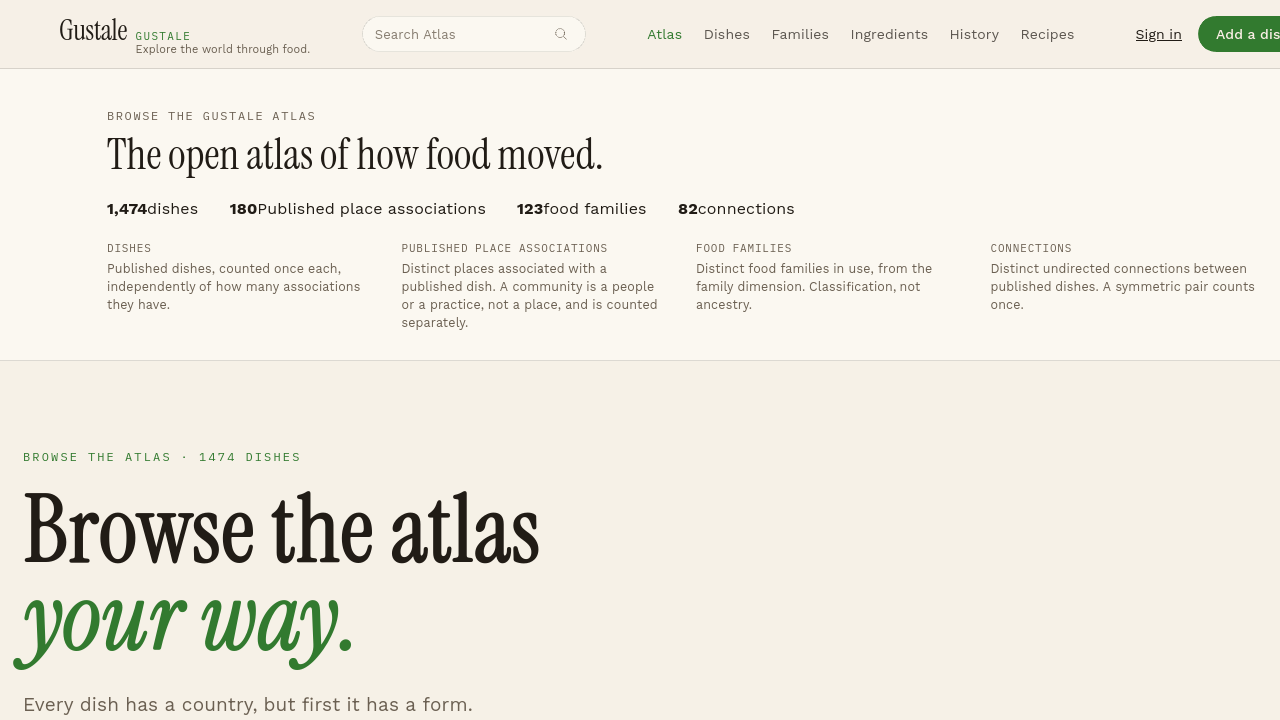 Gustale
GUSTALE
Explore the world through food.
Search Atlas
Atlas Dishes Families Ingredients History Recipes
Sign in
Add a dis
BROWSE THE GUSTALE ATLAS
The open atlas of how food moved.
1,474dishes 180Published place associations 123food families 82connections
DISHES
Published dishes, counted once each,
independently of how many associations
they have.
PUBLISHED PLACE ASSOCIATIONS
Distinct places associated with a
published dish. A community is a people
or a practice, not a place, and is counted
separately.
FOOD FAMILIES
Distinct food families in use, from the
family dimension. Classification, not
ancestry.
CONNECTIONS
Distinct undirected connections between
published dishes. A symmetric pair counts
once.
BROWSE THE ATLAS · 1474 DISHES
Browse the atlas
your way.
Every dish has a country, but first it has a form.